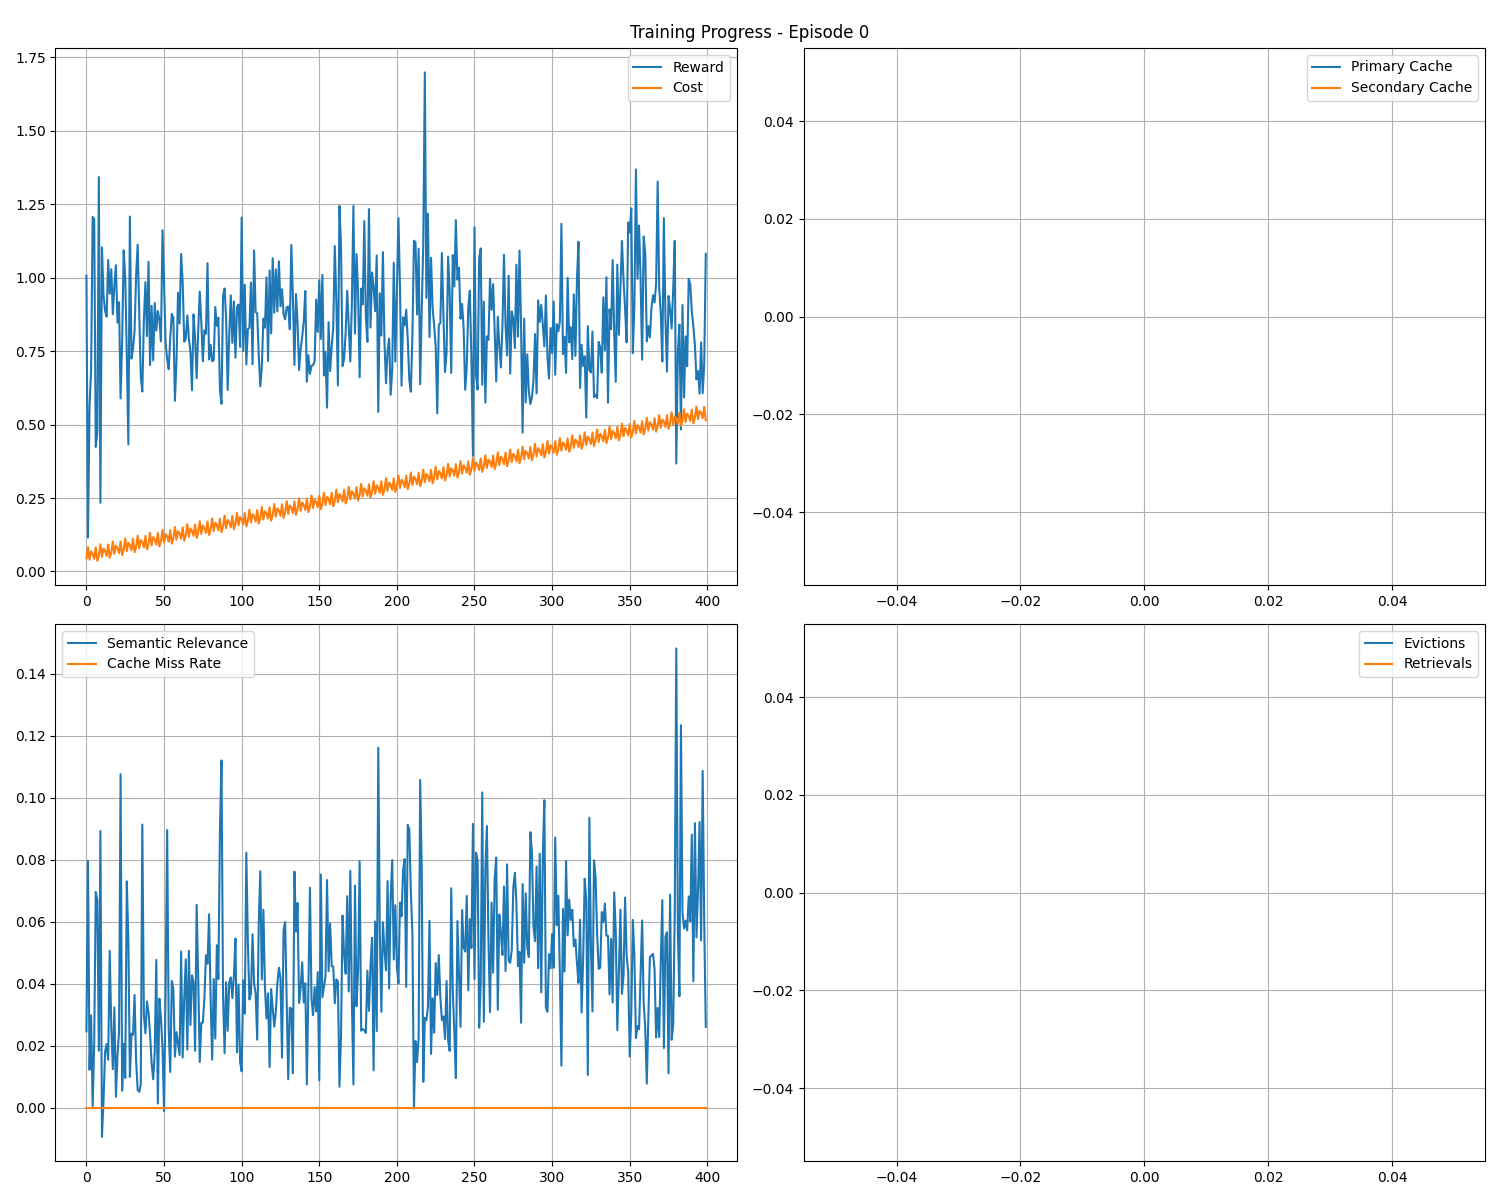 Training Progress - Episode 0
1.75
1.50
1.25
1.00
0.75
0.50
0.25
0.00
Reward
Cost
0 50 100 150 200 250 300 350 400
0.04
0.02
0.00
−0.02
−0.04
Primary Cache
Secondary Cache
−0.04 −0.02 0.00 0.02 0.04
0.14
0.12
0.10
0.08
0.06
0.04
0.02
0.00
Semantic Relevance
Cache Miss Rate
0 50 100 150 200 250 300 350 400
0.04
0.02
0.00
−0.02
−0.04
Evictions
Retrievals
−0.04 −0.02 0.00 0.02 0.04